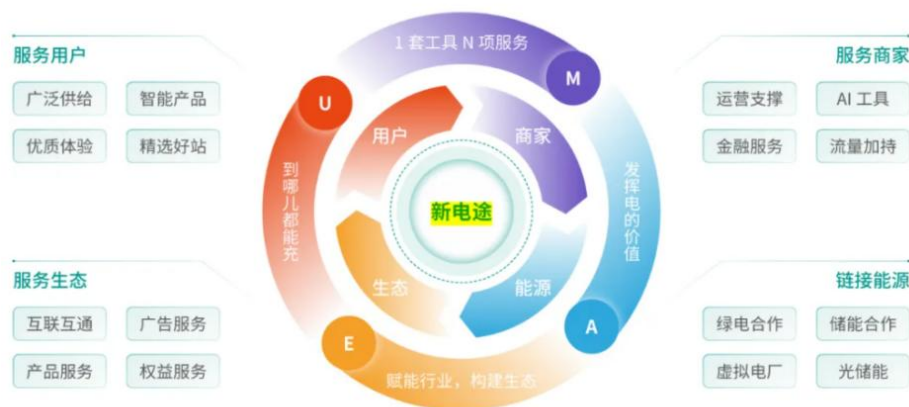 服务用户
广泛供给
智能产品
优质体验
精选好站
服务生态
互联互通
广告服务
产品服务
权益服务
1 套工具 N 项服务
U
M
用户
商家
到哪儿都能充
新电途
发挥电的价值
生态
能源
E
A
赋能行业，构建生态
服务商家
运营支撑
AI 工具
金融服务
流量加持
链接能源
绿电合作
储能合作
虚拟电厂
光储能